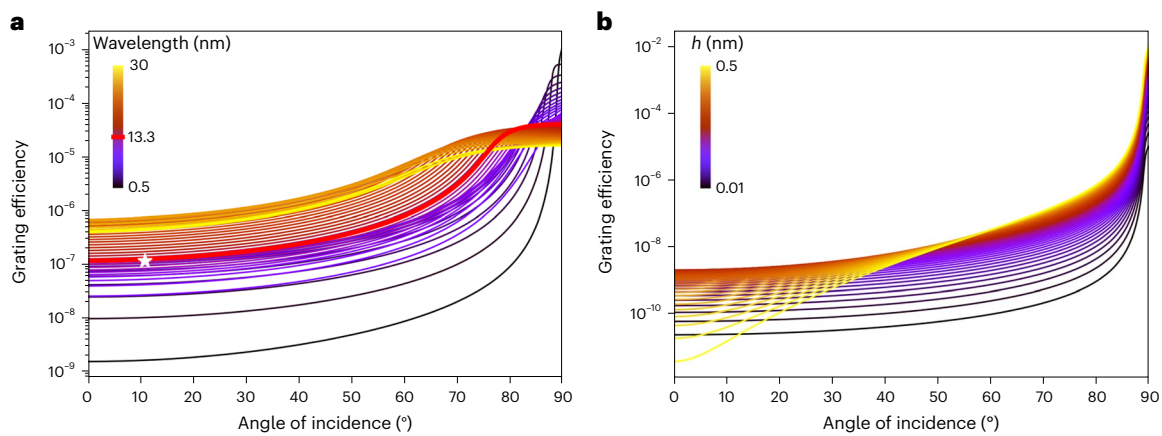 a
Wavelength (nm)
30
13.3
0.5
10⁻³
10⁻⁴
10⁻⁵
10⁻⁶
10⁻⁷
10⁻⁸
10⁻⁹
Grating efficiency
0 10 20 30 40 50 60 70 80 90
Angle of incidence (°)
b
h (nm)
0.5
0.01
10⁻²
10⁻⁴
10⁻⁶
10⁻⁸
10⁻¹⁰
Grating efficiency
0 10 20 30 40 50 60 70 80 90
Angle of incidence (°)